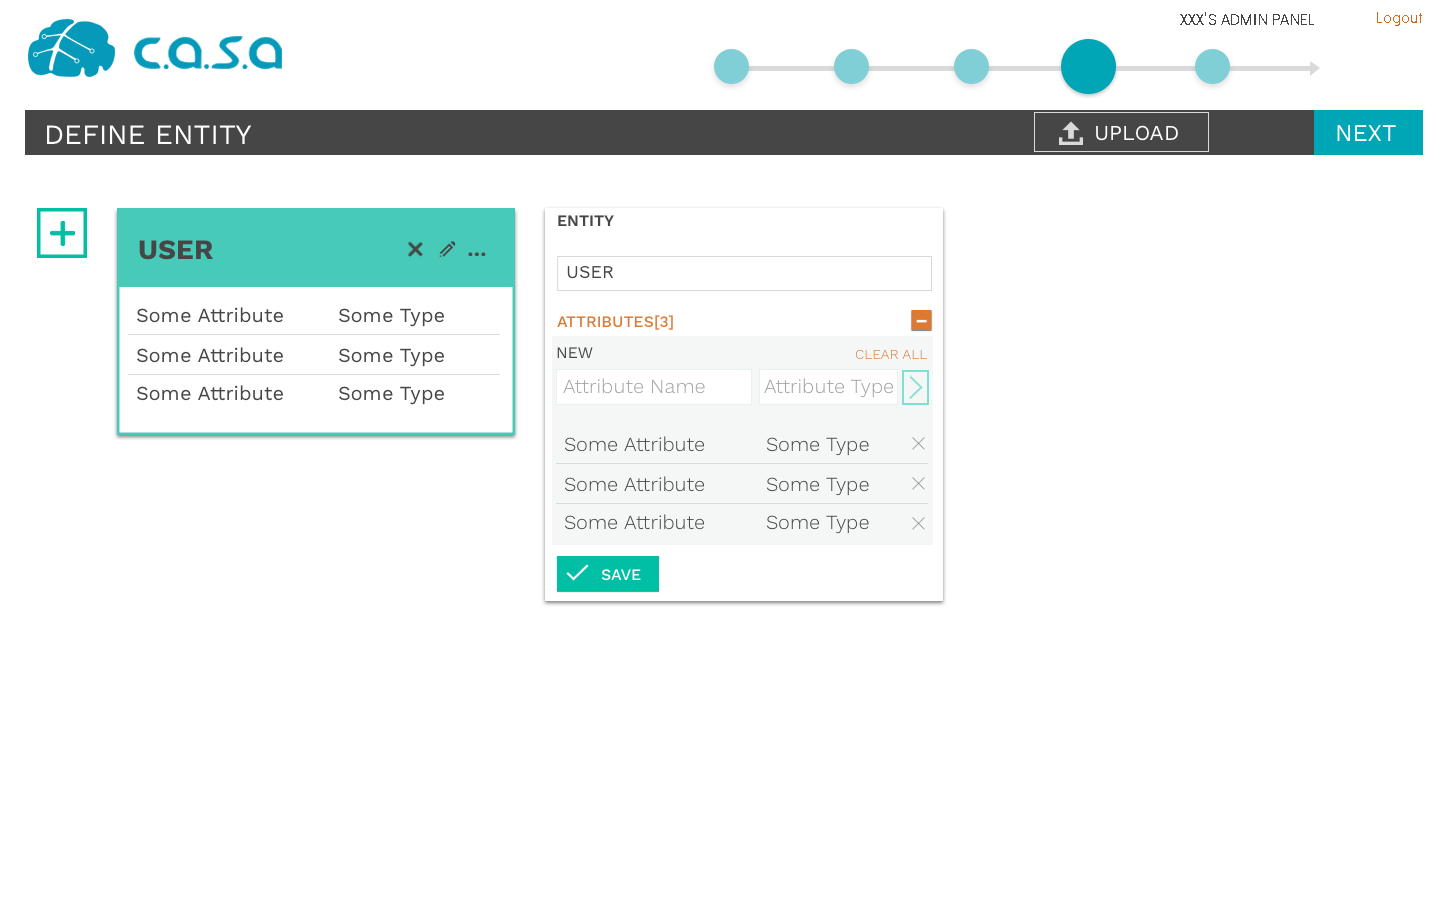 XXX'S ADMIN PANEL
Logout
c.a.s.a
DEFINE ENTITY
UPLOAD
NEXT
USER
...
Some Attribute Some Type
Some Attribute Some Type
Some Attribute Some Type
ENTITY
USER
ATTRIBUTES[3]
NEW
CLEAR ALL
Attribute Name
Attribute Type
Some Attribute Some Type
Some Attribute Some Type
Some Attribute Some Type
SAVE